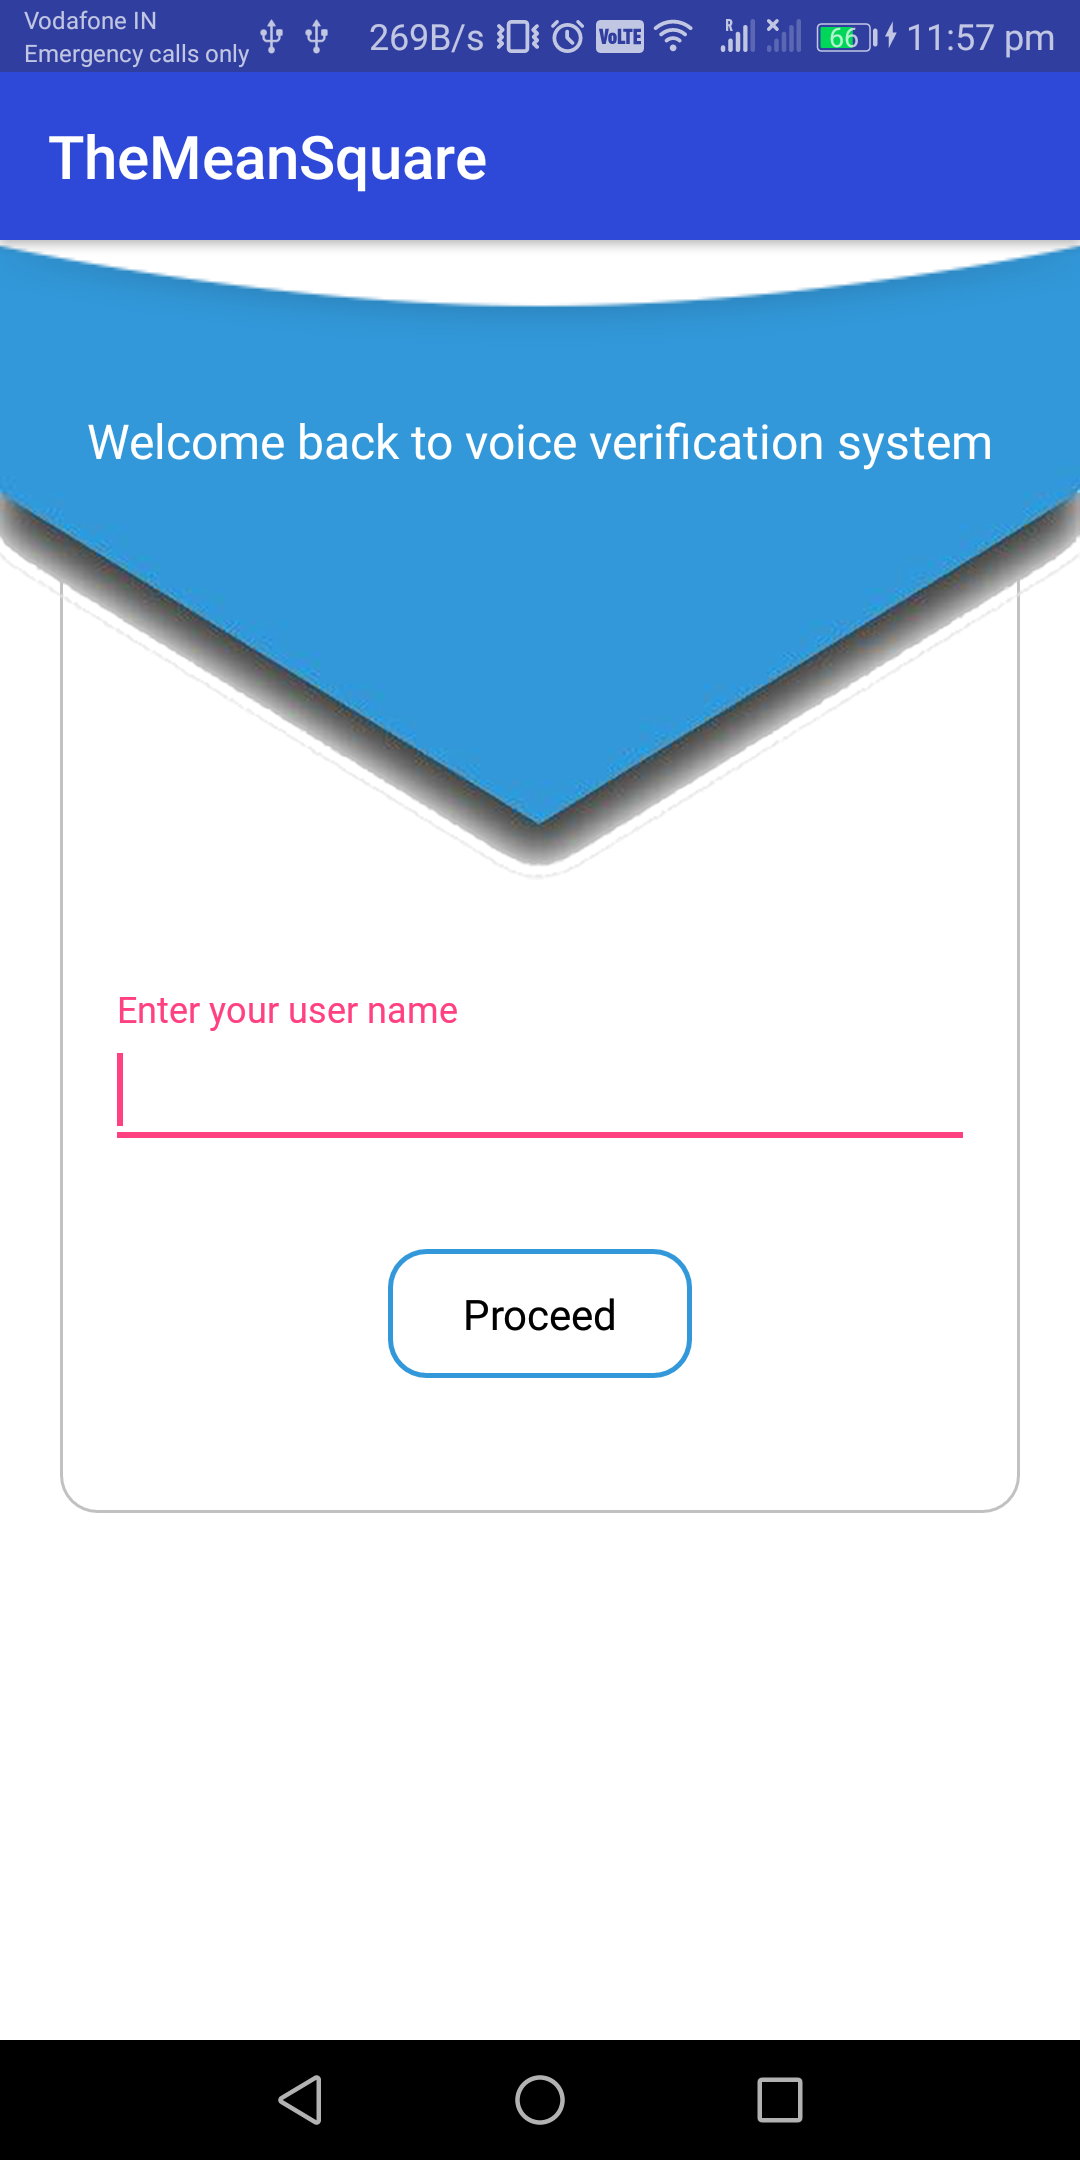 Vodafone IN
Emergency calls only
269B/s VoLTE R 66 11:57 pm
TheMeanSquare
Welcome back to voice verification system
Enter your user name
Proceed